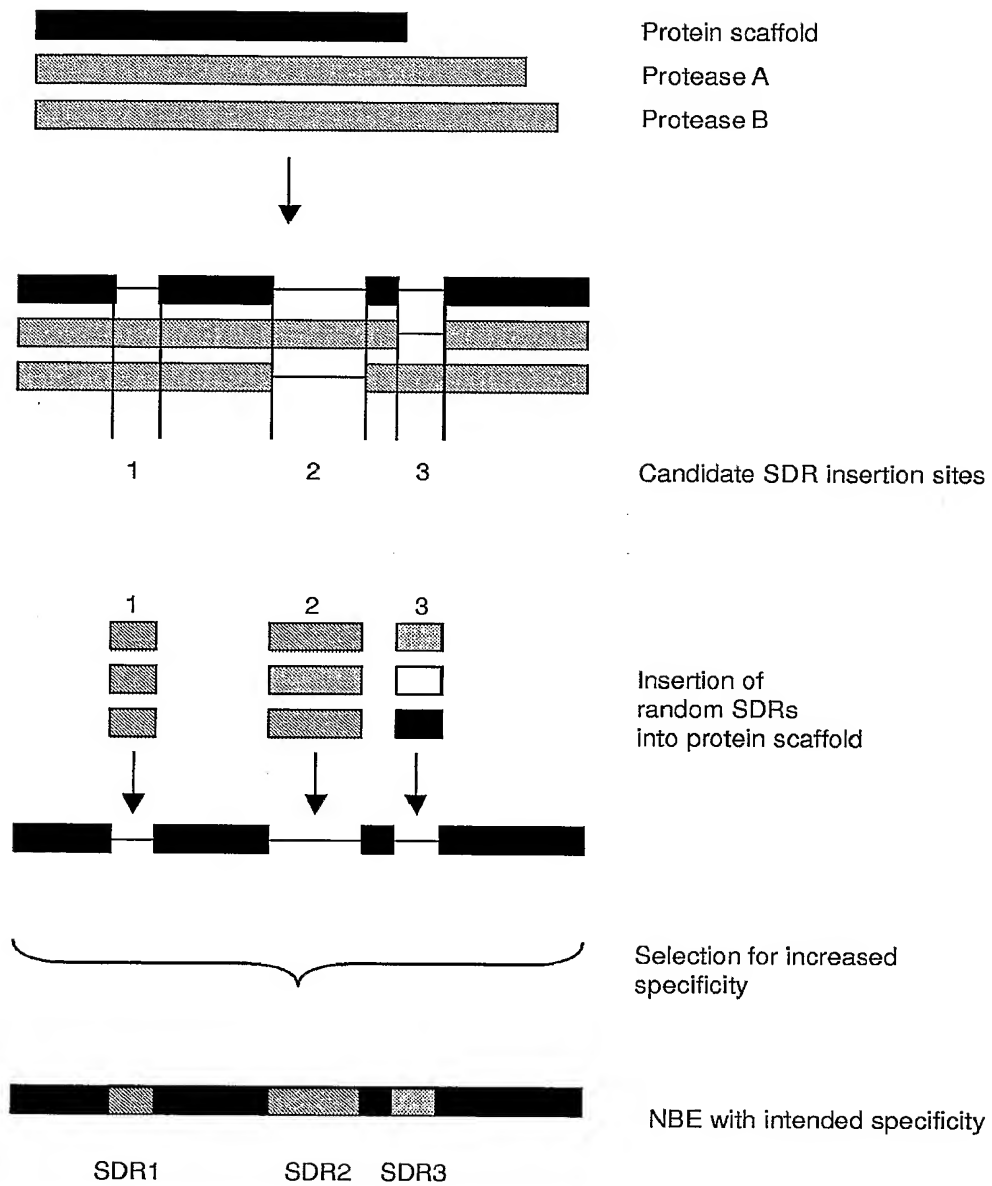 Protein scaffold
Protease A
Protease B
1 2 3
Candidate SDR insertion sites
1 2 3
Insertion of
random SDRs
into protein scaffold
Selection for increased
specificity
NBE with intended specificity
SDR1 SDR2 SDR3